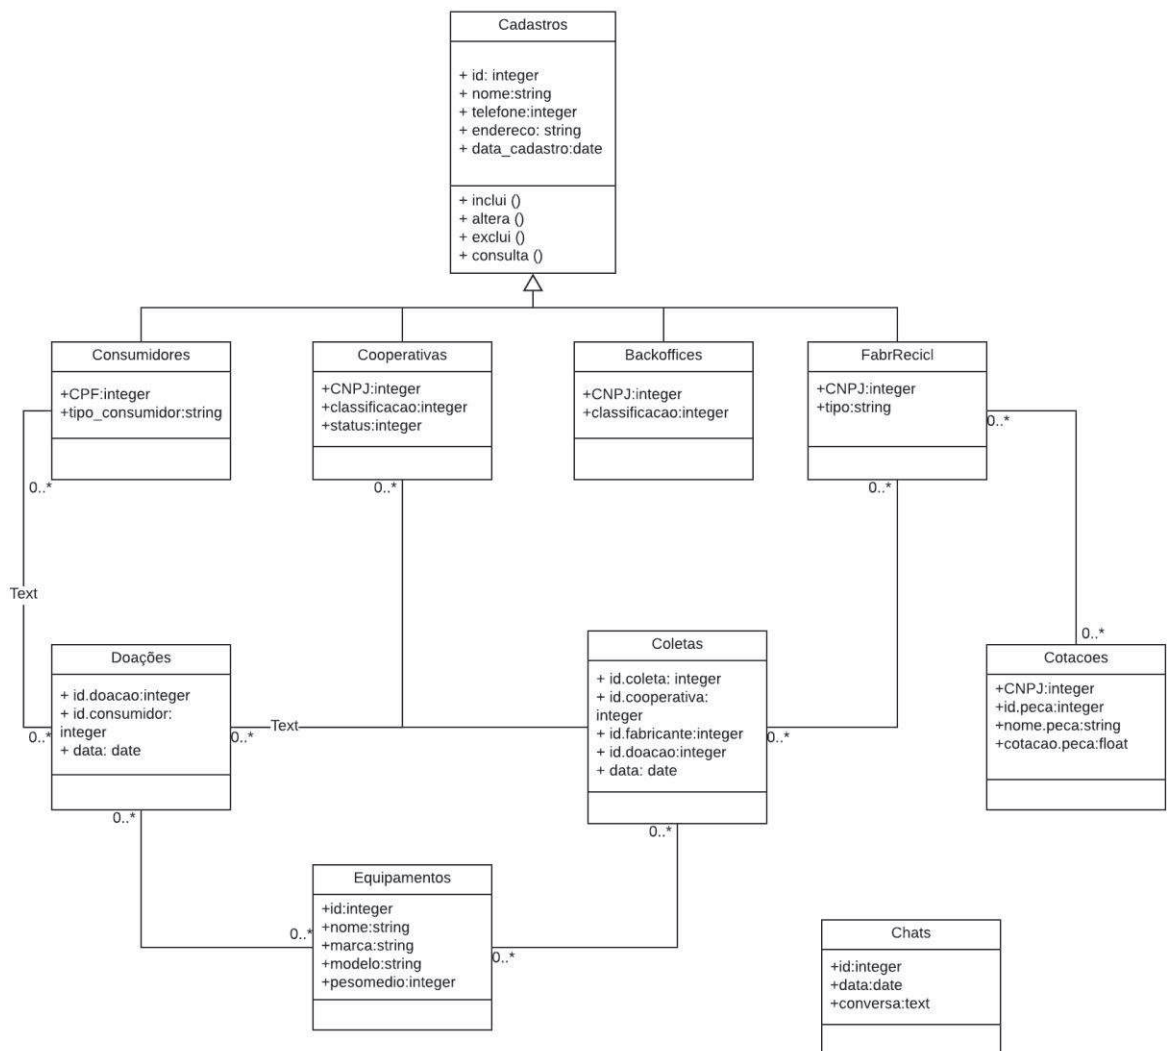 Cadastros
+ id: integer
+ nome:string
+ telefone:integer
+ endereco: string
+ data_cadastro:date
+ inclui ()
+ altera ()
+ exclui ()
+ consulta ()
Consumidores
+CPF:integer
+tipo_consumidor:string
Cooperativas
+CNPJ:integer
+classificacao:integer
+status:integer
Backoffices
+CNPJ:integer
+classificacao:integer
FabrRecicl
+CNPJ:integer
+tipo:string
0..*
0..*
0..*
0..*
Text
Doações
+ id.doacao:integer
+ id.consumidor:
integer
+ data: date
0..*
0..*
Text
Coletas
+ id.coleta: integer
+ id.cooperativa:
integer
+ id.fabricante:integer
+ id.doacao:integer
+ data: date
0..*
0..*
Cotacoes
+CNPJ:integer
+id.peca:integer
+nome.peca:string
+cotacao.peca:float
0..*
0..*
Equipamentos
+id:integer
+nome:string
+marca:string
+modelo:string
+pesomedio:integer
0..*
0..*
Chats
+id:integer
+data:date
+conversa:text